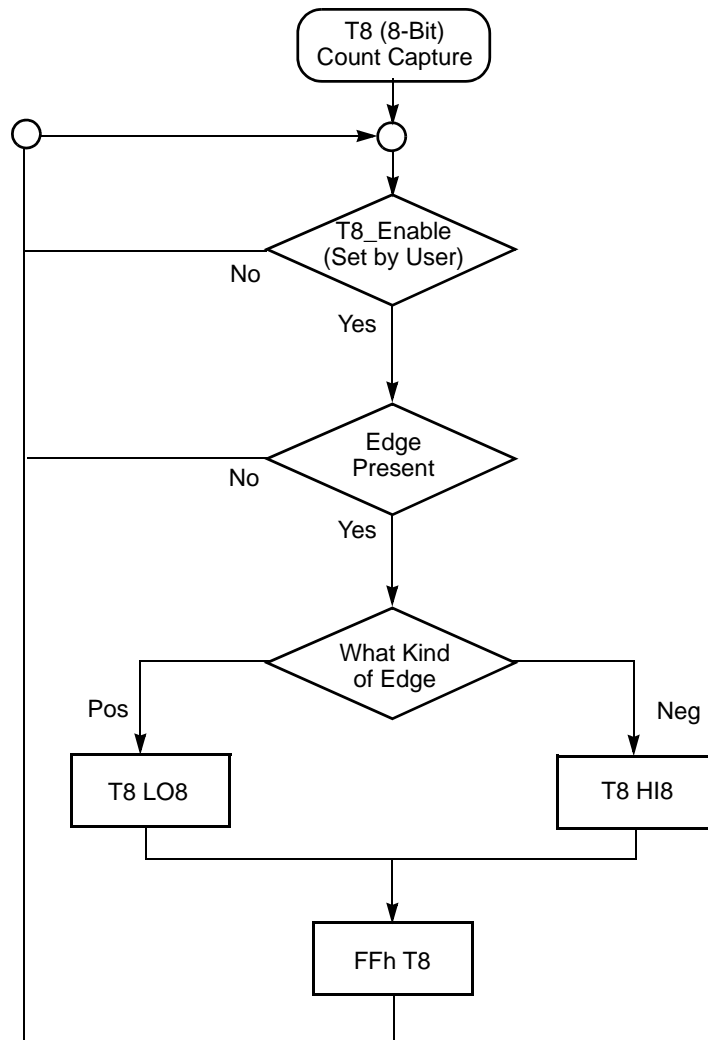 T8 (8-Bit)
Count Capture
T8_Enable
(Set by User)
No
Yes
Edge
Present
No
Yes
What Kind
of Edge
Pos
Neg
T8 LO8
T8 HI8
FFh T8